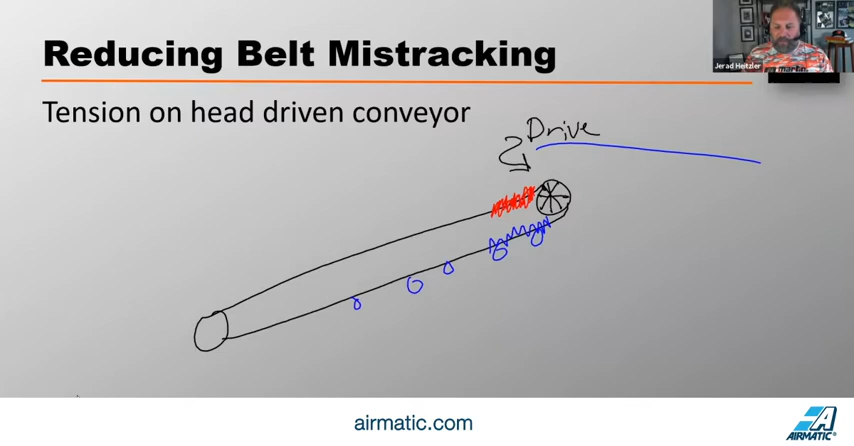 Reducing Belt Mistracking
Jerad Heitzler
Tension on head driven conveyor
Drive
airmatic.com
AIRMATIC®